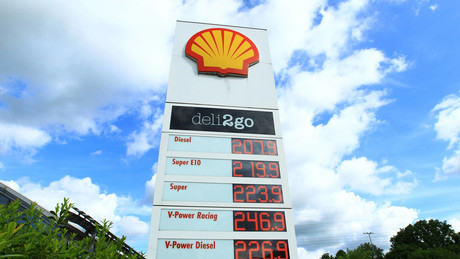 deli2go
Diesel 207.9
Super E10 219.9
Super 223.9
V-Power Racing 246.9
V-Power Diesel 226.9